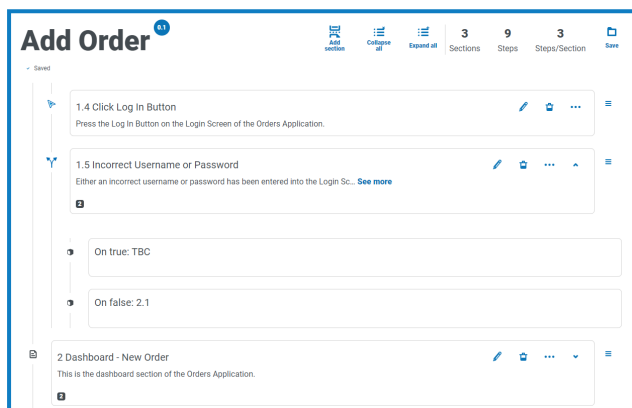 Add Order 0.1
Add section
Collapse all
Expand all
3 Sections
9 Steps
3 Steps/Section
Save
Saved
1.4 Click Log In Button
Press the Log In Button on the Login Screen of the Orders Application.
1.5 Incorrect Username or Password
Either an incorrect username or password has been entered into the Login Sc... See more
2
On true: TBC
On false: 2.1
2 Dashboard - New Order
This is the dashboard section of the Orders Application.
2